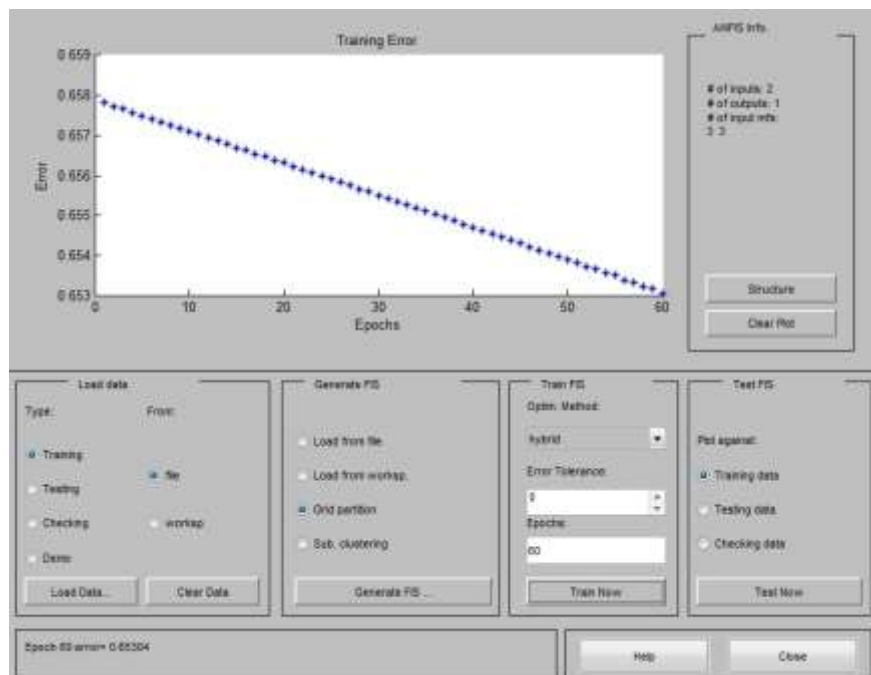 Training Error
0.659
0.658
0.657
0.656
0.655
0.654
0.653
Error
0 10 20 30 40 50 60
Epochs
ANFIS Info.
# of inputs: 2
# of outputs: 1
# of input mfs:
3 3
Structure
Clear Plot
Load data
Type:
From:
Training
Testing
Checking
Demo
file
worksp.
Load Data...
Clear Data
Generate FIS
Load from file
Load from worksp.
Grid partition
Sub. clustering
Generate FIS ...
Train FIS
Optim. Method:
hybrid
Error Tolerance:
0
Epochs:
60
Train Now
Test FIS
Plot against:
Training data
Testing data
Checking data
Test Now
Epoch 60:error= 0.65304
Help
Close